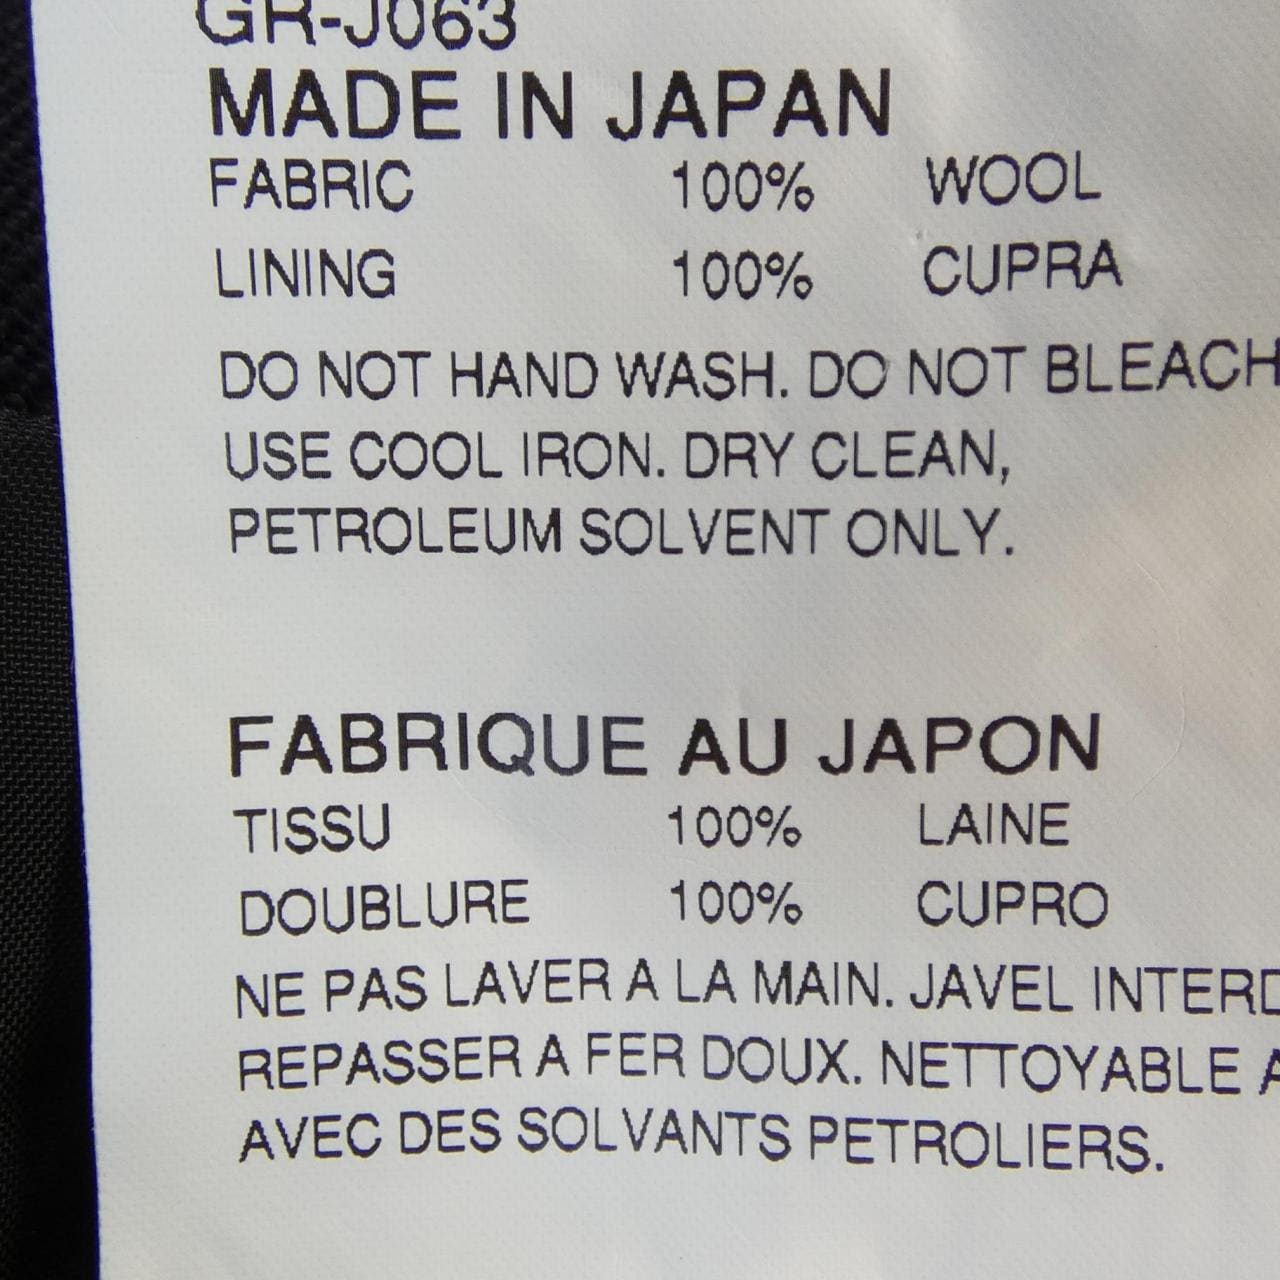 GR-J063
MADE IN JAPAN
FABRIC 100% WOOL
LINING 100% CUPRA
DO NOT HAND WASH. DO NOT BLEACH
USE COOL IRON. DRY CLEAN,
PETROLEUM SOLVENT ONLY.
FABRIQUE AU JAPON
TISSU 100% LAINE
DOUBLURE 100% CUPRO
NE PAS LAVER A LA MAIN. JAVEL INTERD
REPASSER A FER DOUX. NETTOYABLE A
AVEC DES SOLVANTS PETROLIERS.